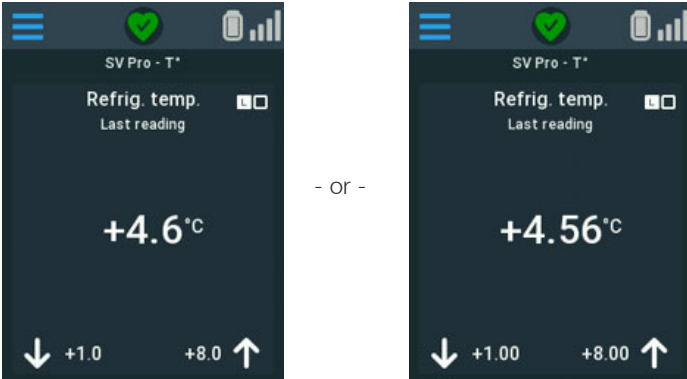 SV Pro - T°
Refrig. temp.
L
Last reading
+4.6°C
+1.0 +8.0
- or -
SV Pro - T°
Refrig. temp.
L
Last reading
+4.56°C
+1.00 +8.00